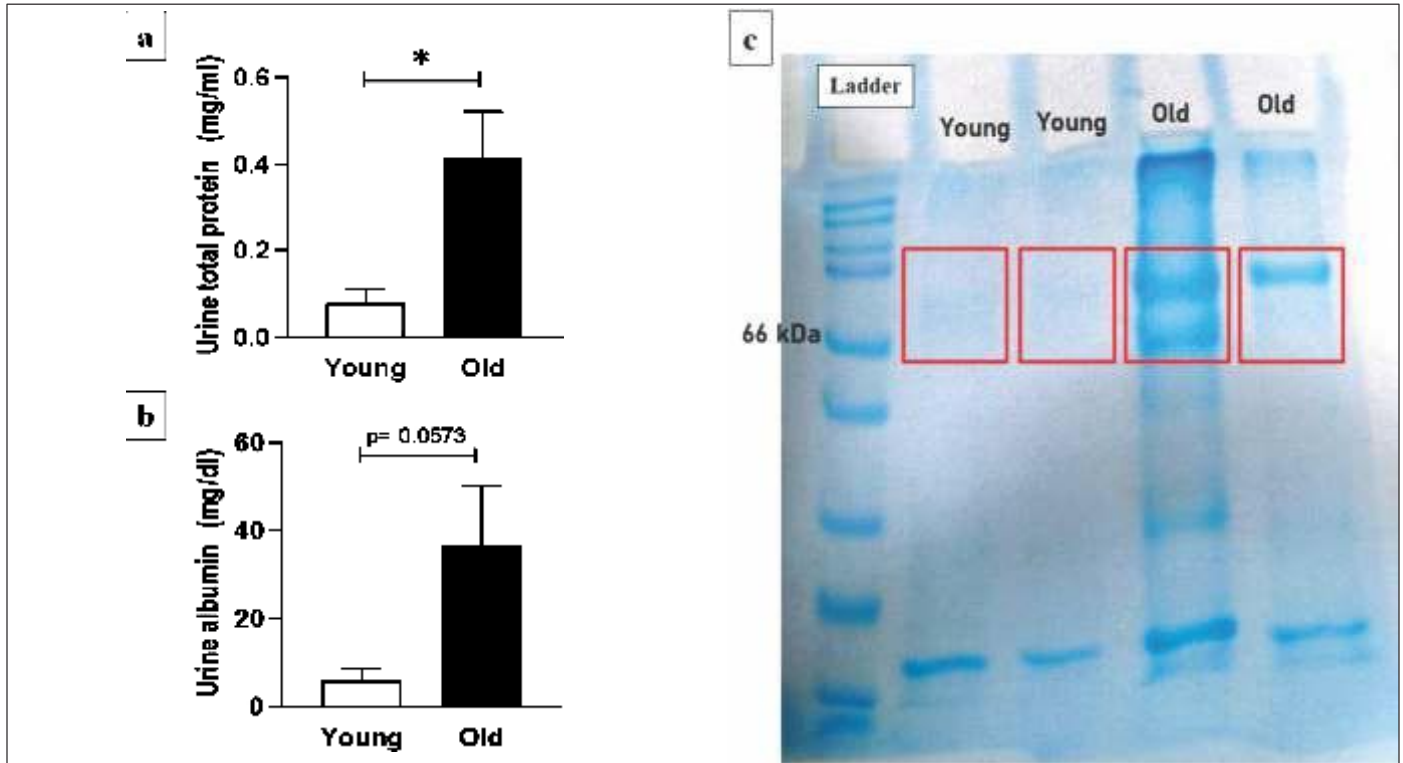 a
*
0.6
0.4
0.2
0.0
Urine total protein (mg/ml)
Young Old
b
p= 0.0573
60
40
20
0
Urine albumin (mg/dl)
Young Old
c
Ladder
Young Young Old Old
66 kDa